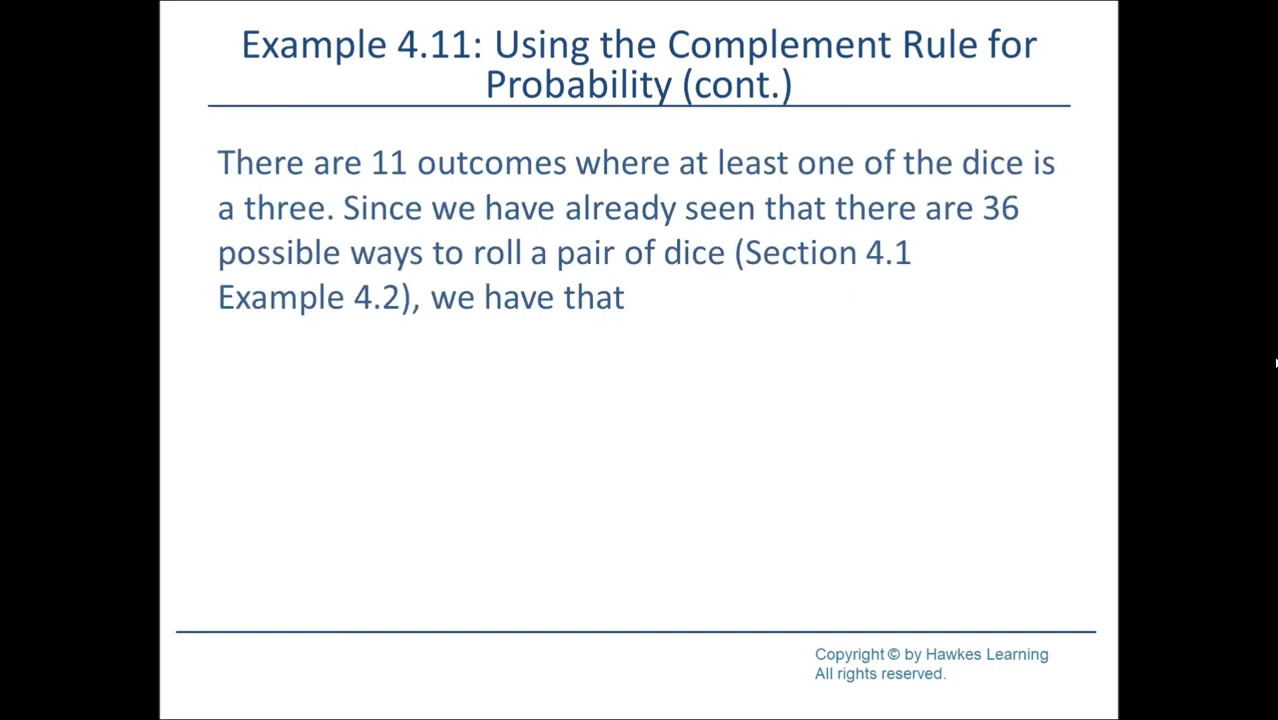 Example 4.11: Using the Complement Rule for
Probability (cont.)
There are 11 outcomes where at least one of the dice is
a three. Since we have already seen that there are 36
possible ways to roll a pair of dice (Section 4.1
Example 4.2), we have that
Copyright © by Hawkes Learning
All rights reserved.